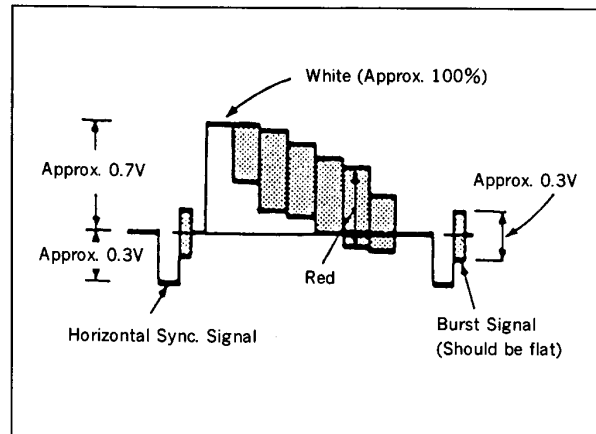 White (Approx. 100%)
Approx. 0.7V
Approx. 0.3V
Approx. 0.3V
Red
Horizontal Sync. Signal
Burst Signal
(Should be flat)